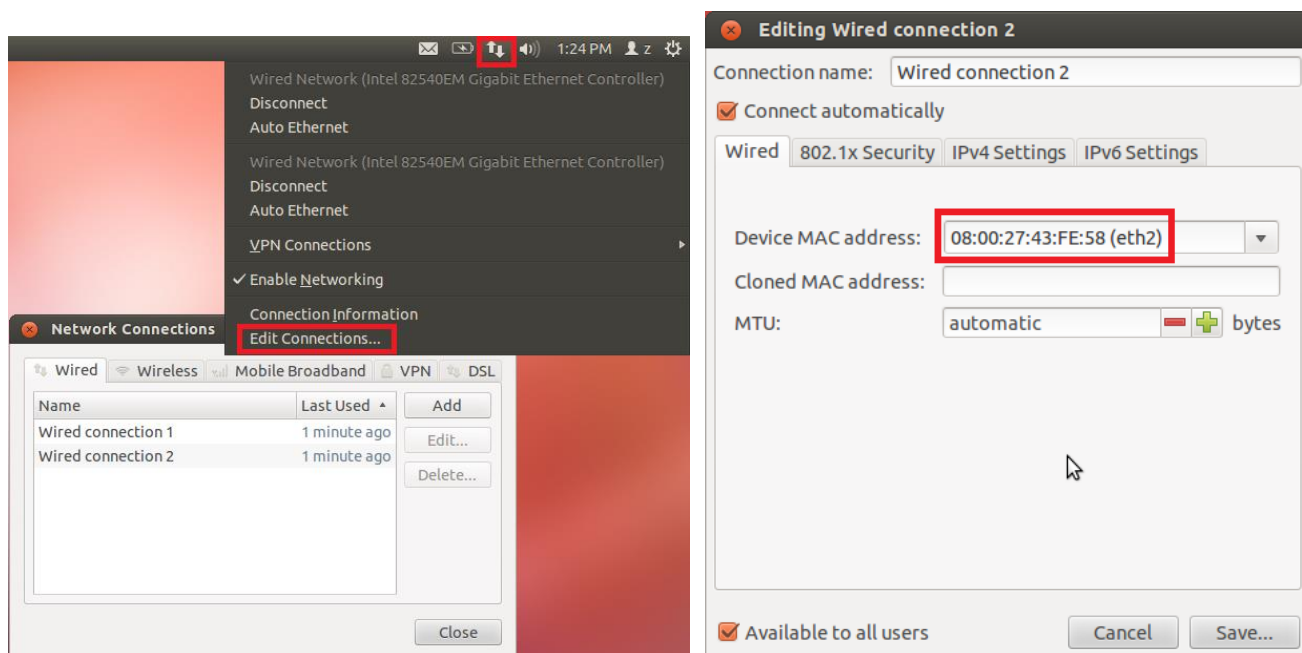 1:24 PM z
Wired Network (Intel 82540EM Gigabit Ethernet Controller)
Disconnect
Auto Ethernet
Wired Network (Intel 82540EM Gigabit Ethernet Controller)
Disconnect
Auto Ethernet
VPN Connections
Enable Networking
Connection Information
Edit Connections...
Network Connections
Wired Wireless Mobile Broadband VPN DSL
Name Last Used Add
Wired connection 1 1 minute ago Edit...
Wired connection 2 1 minute ago
Delete...
Close
Editing Wired connection 2
Connection name: Wired connection 2
Connect automatically
Wired 802.1x Security IPv4 Settings IPv6 Settings
Device MAC address: 08:00:27:43:FE:58 (eth2)
Cloned MAC address:
MTU: automatic bytes
Available to all users Cancel Save...